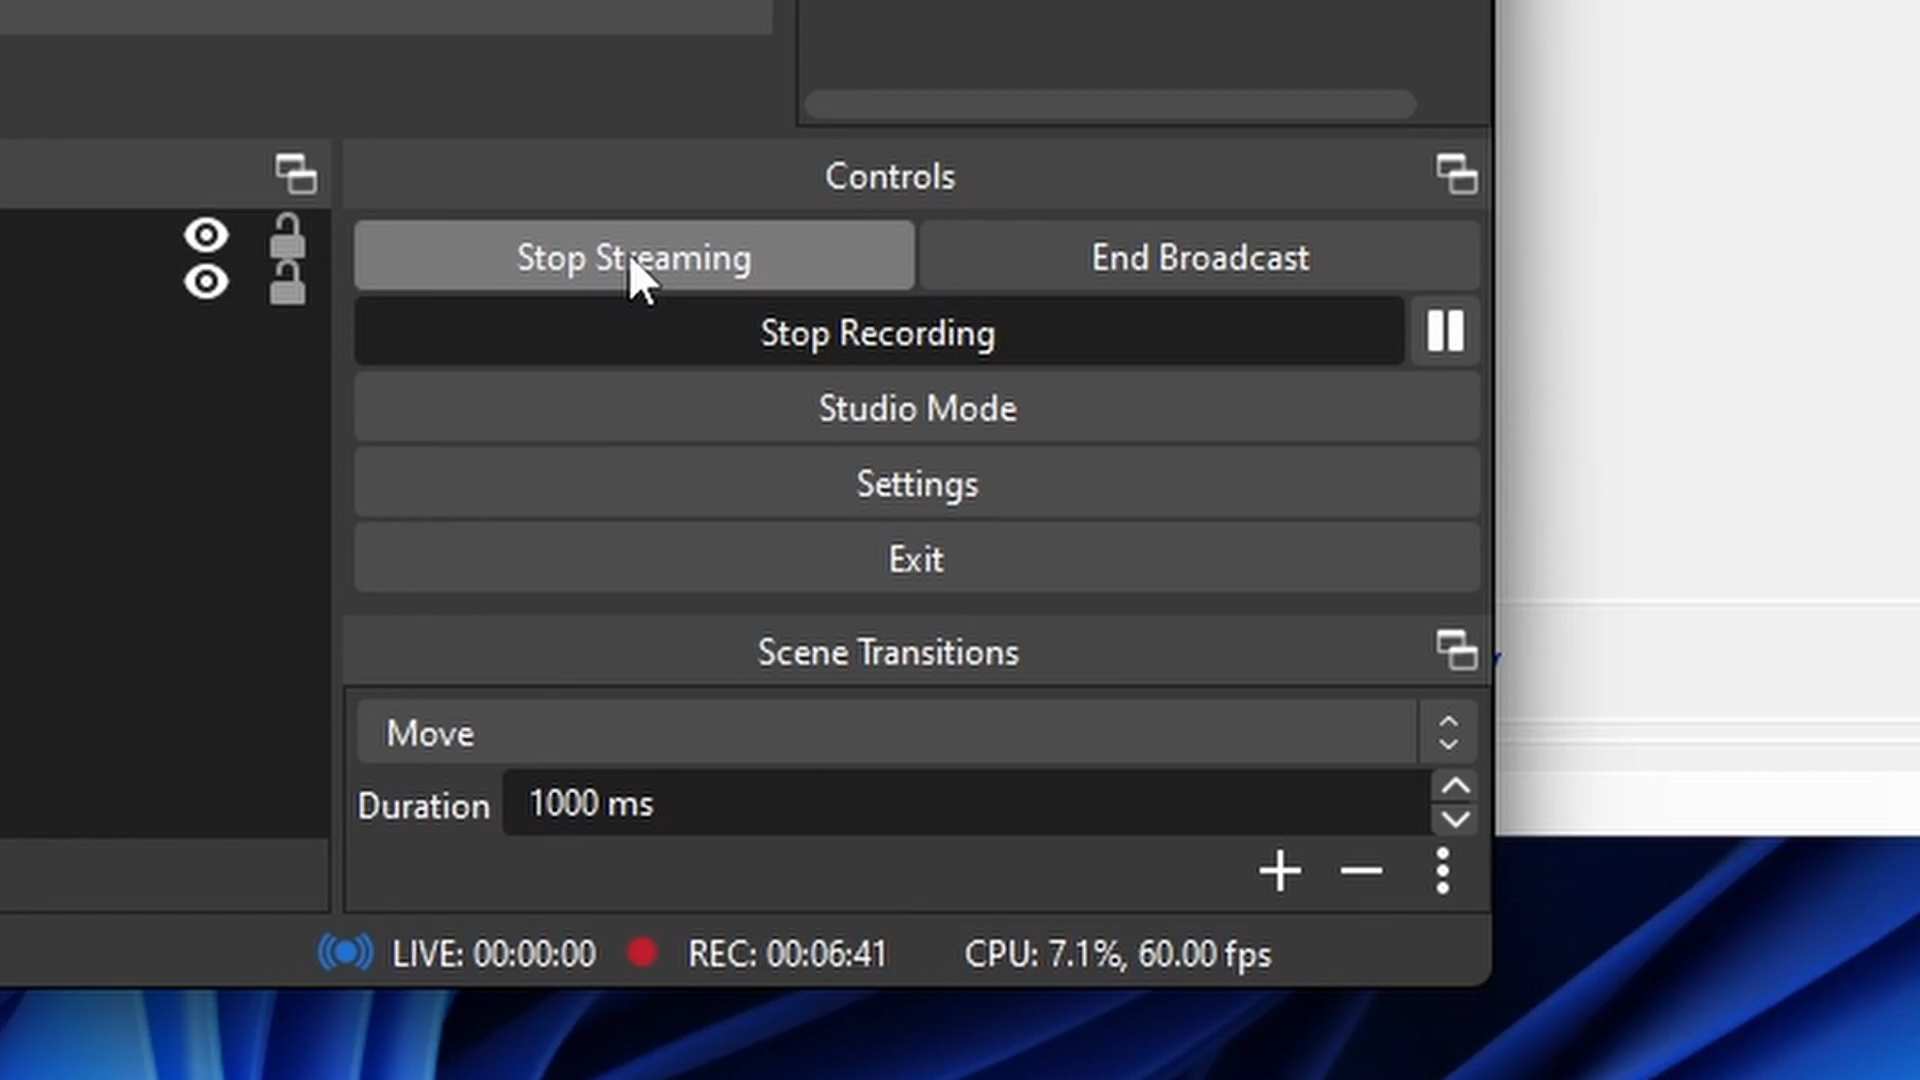 Controls
Stop Streaming
End Broadcast
Stop Recording
Studio Mode
Settings
Exit
Scene Transitions
Move
Duration 1000 ms
LIVE: 00:00:00 REC: 00:06:41 CPU: 7.1%, 60.00 fps